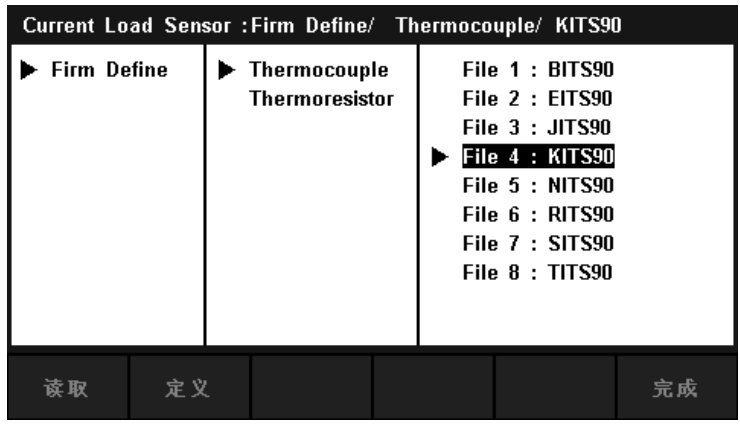 Current Load Sensor :Firm Define/ Thermocouple/ KITS90
Firm Define
Thermocouple
Thermoresistor
File 1 : BITS90
File 2 : EITS90
File 3 : JITS90
File 4 : KITS90
File 5 : NITS90
File 6 : RITS90
File 7 : SITS90
File 8 : TITS90
读取 定义 完成